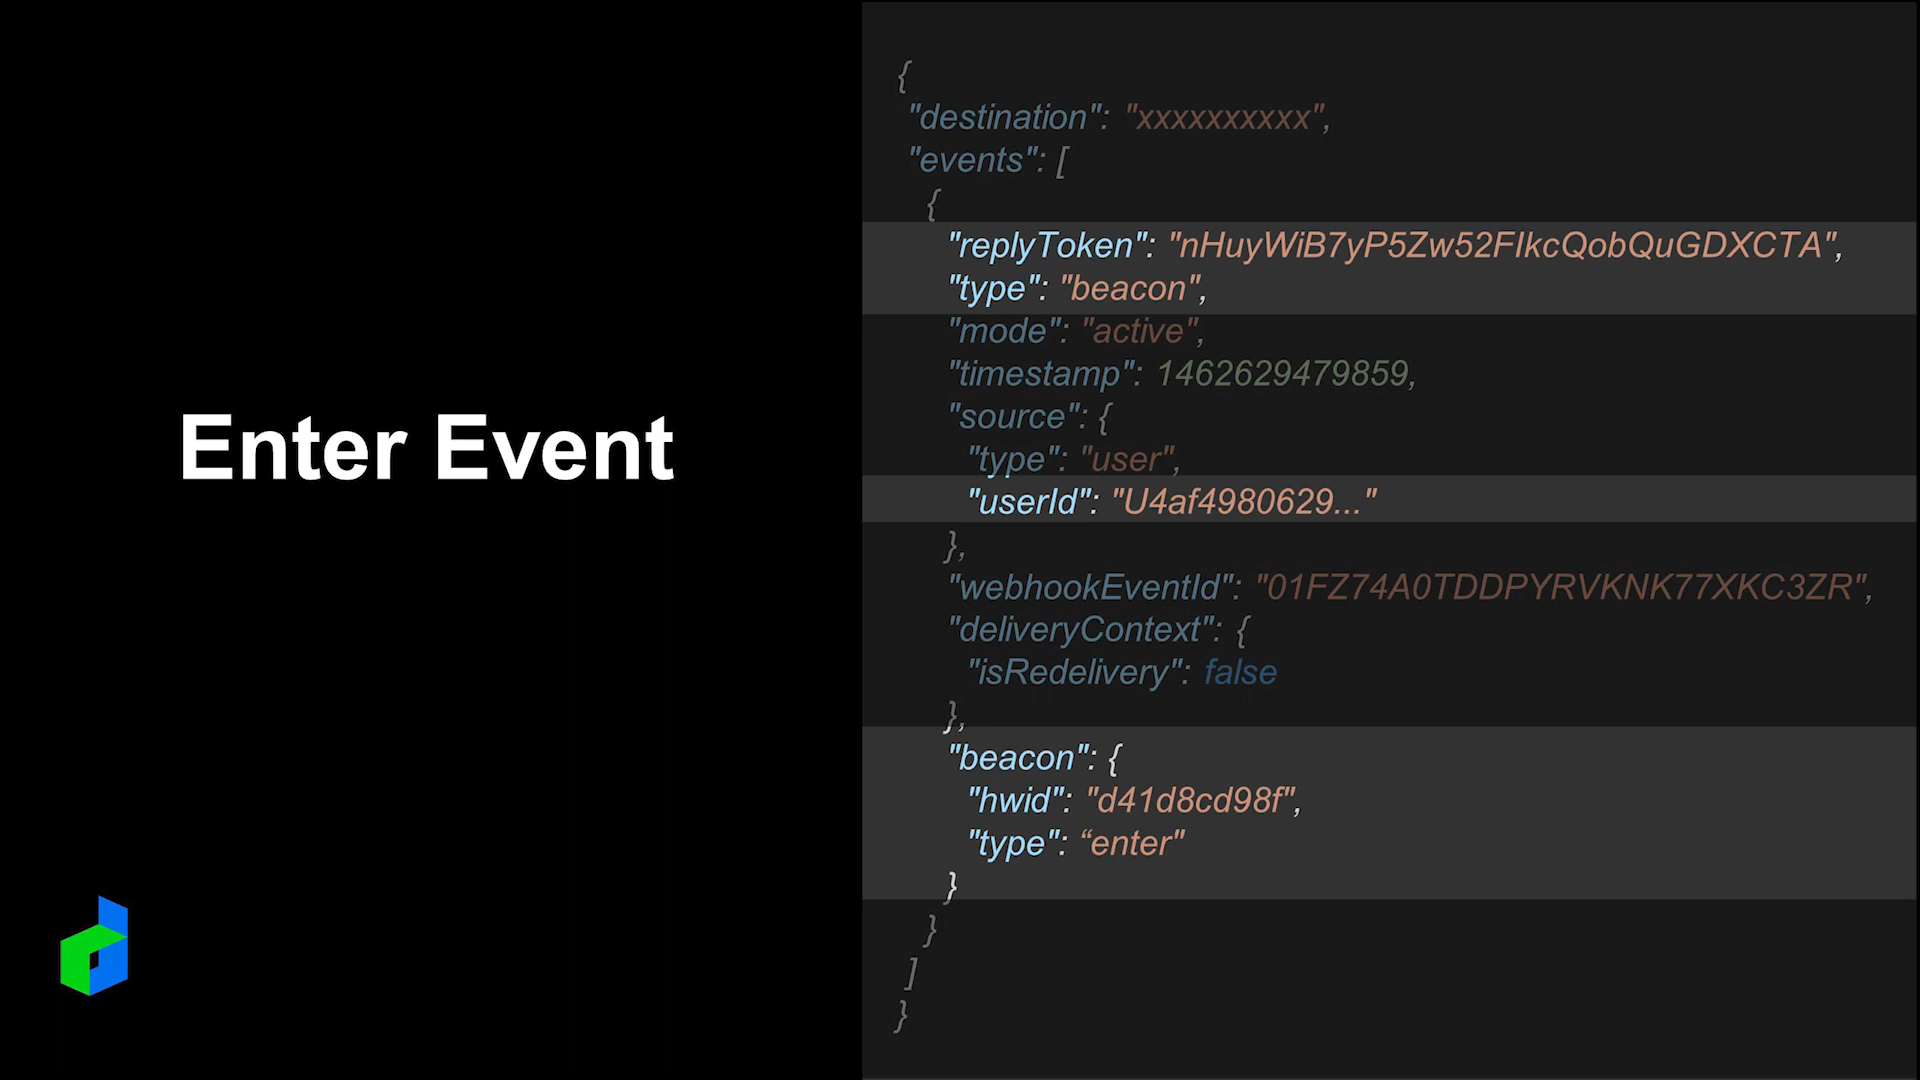 Enter Event
{
"destination": "xxxxxxxxxx",
"events": [
{
"replyToken": "nHuyWiB7yP5Zw52FIkcQobQuGDXCTA",
"type": "beacon",
"mode": "active",
"timestamp": 1462629479859,
"source": {
"type": "user",
"userId": "U4af4980629..."
},
"webhookEventId": "01FZ74A0TDDPYRVKNK77XKC3ZR",
"deliveryContext": {
"isRedelivery": false
},
"beacon": {
"hwid": "d41d8cd98f",
"type": “enter"
}
}
]
}